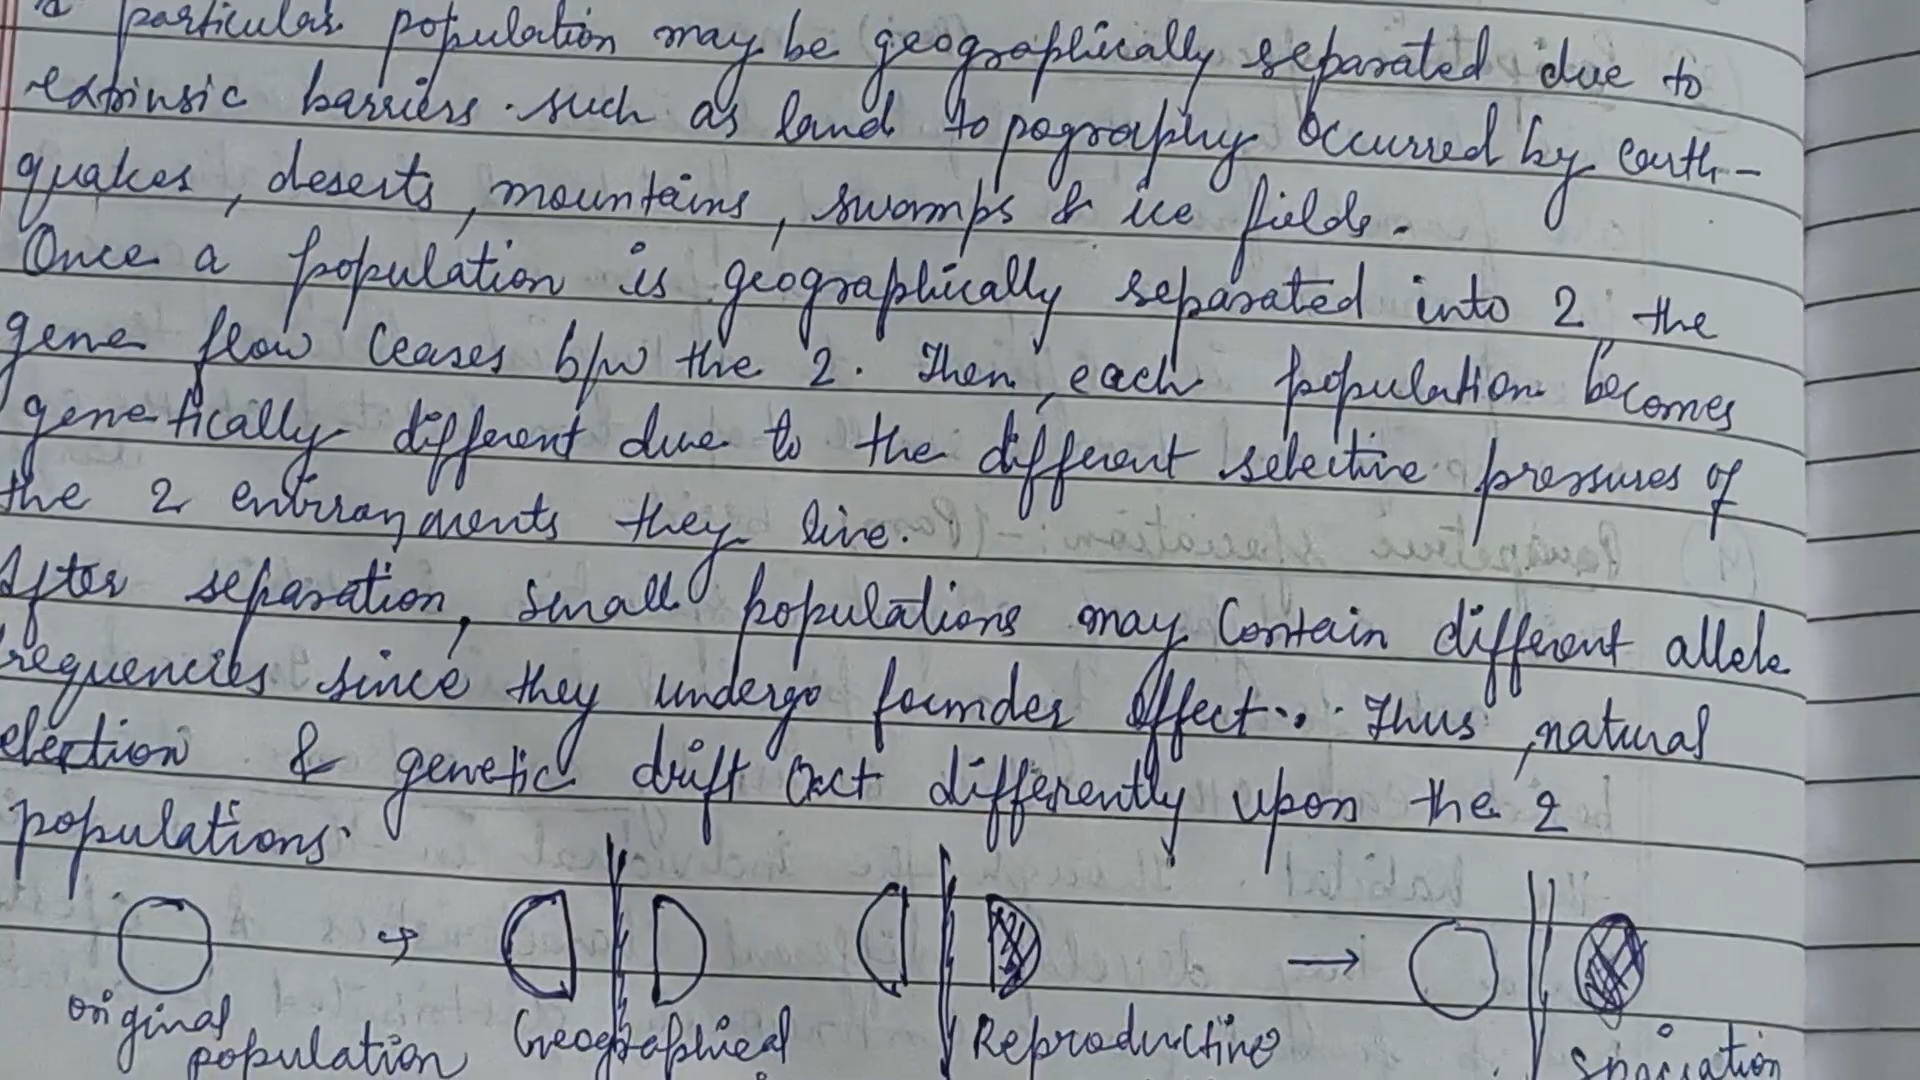 a particular population may be geographically separated due to
extrinsic barriers such as land topography occurred by earth-
quakes, deserts, mountains, swamps & ice fields.
Once a population is geographically separated into 2, the
gene flow ceases b/w the 2. Then, each population becomes
genetically different due to the different selective pressures of
the 2 they live.
After separation, small populations may contain different allele
requencies since they undergo founder effect... Thus, natural
election & genetic drift act differently upon the 2
populations.
original
population
Geographical
Reproductive
Speciation